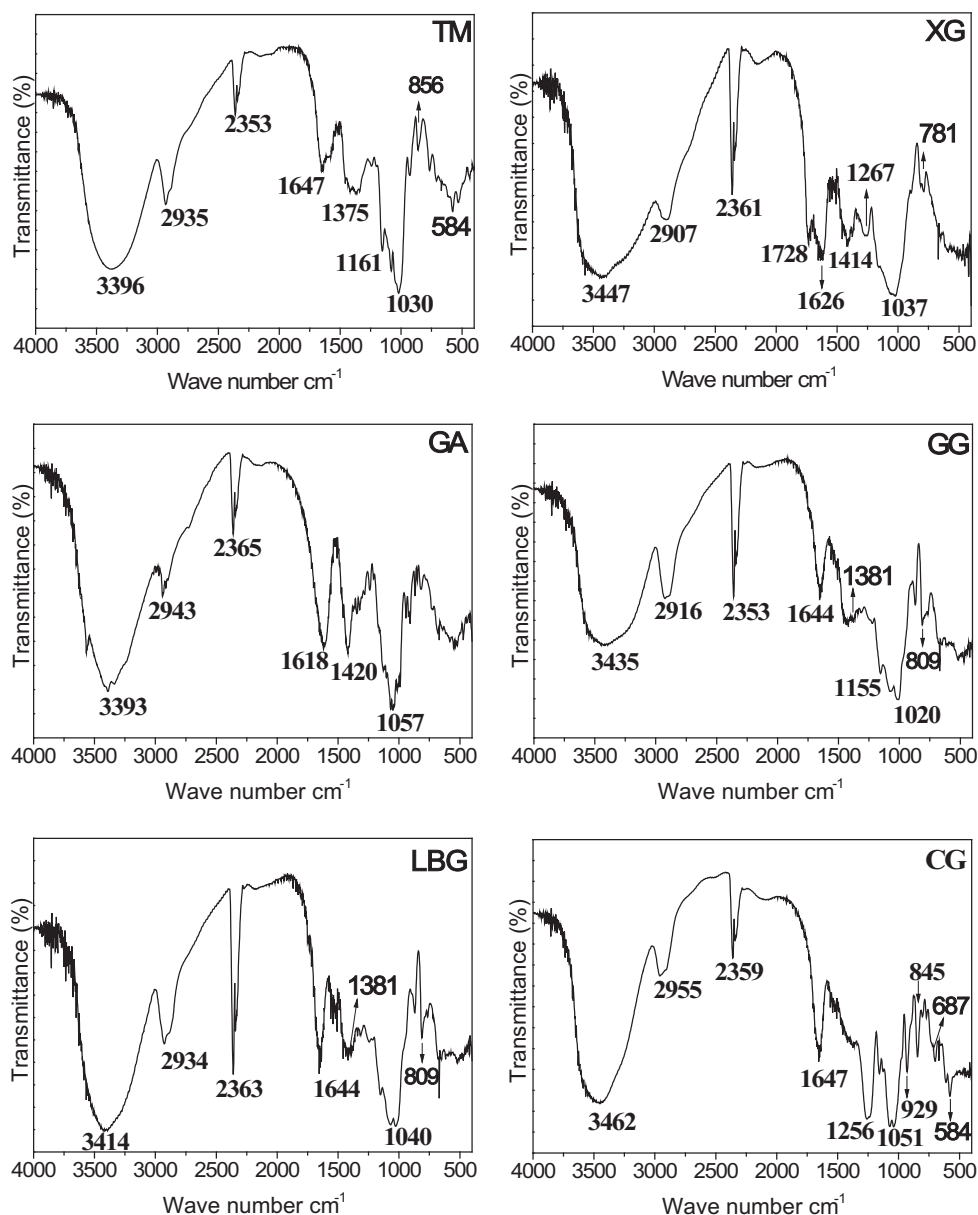 TM
Transmittance (%)
856
2353
1647
1375
2935
584
1161
3396
1030
4000 3500 3000 2500 2000 1500 1000 500
Wave number cm-1
XG
Transmittance (%)
781
1267
2361
2907
1728
1414
3447
1626
1037
4000 3500 3000 2500 2000 1500 1000 500
Wave number cm-1
GA
Transmittance (%)
2365
2943
1618
1420
3393
1057
4000 3500 3000 2500 2000 1500 1000 500
Wave number cm-1
GG
Transmittance (%)
1381
2916
2353
1644
3435
809
1155
1020
4000 3500 3000 2500 2000 1500 1000 500
Wave number cm-1
LBG
Transmittance (%)
1381
2934
2363
1644
809
3414
1040
4000 3500 3000 2500 2000 1500 1000 500
Wave number cm-1
CG
Transmittance (%)
845
2955
2359
687
1647
3462
929
1256
1051
584
4000 3500 3000 2500 2000 1500 1000 500
Wave number cm-1